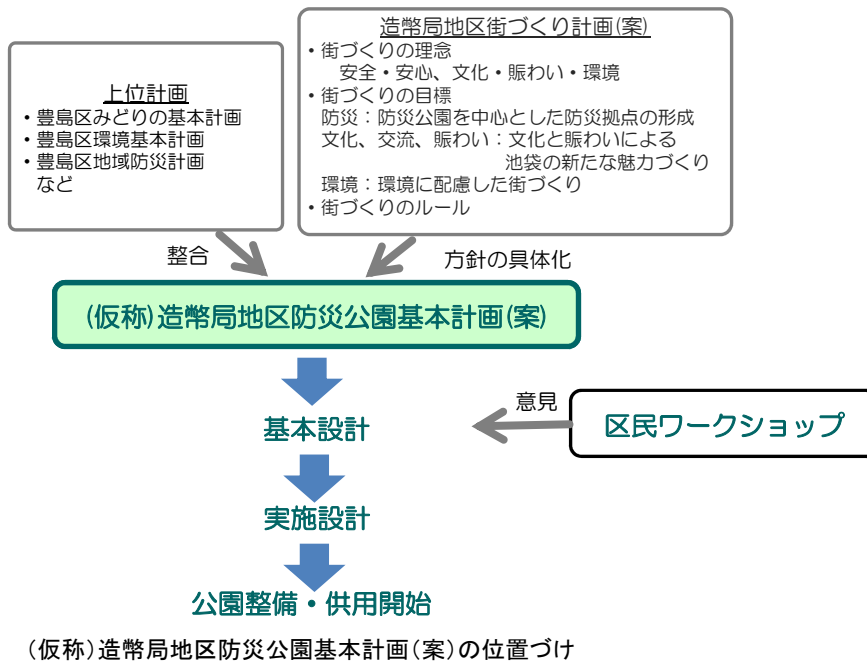 上位計画
・豊島区みどりの基本計画
・豊島区環境基本計画
・豊島区地域防災計画
など
造幣局地区街づくり計画(案)
・街づくりの理念
安全・安心、文化・賑わい・環境
・街づくりの目標
防災：防災公園を中心とした防災拠点の形成
文化、交流、賑わい：文化と賑わいによる
池袋の新たな魅力づくり
環境：環境に配慮した街づくり
・街づくりのルール
整合
方針の具体化
(仮称)造幣局地区防災公園基本計画(案)
基本設計
意見
区民ワークショップ
実施設計
公園整備・供用開始
(仮称)造幣局地区防災公園基本計画(案)の位置づけ